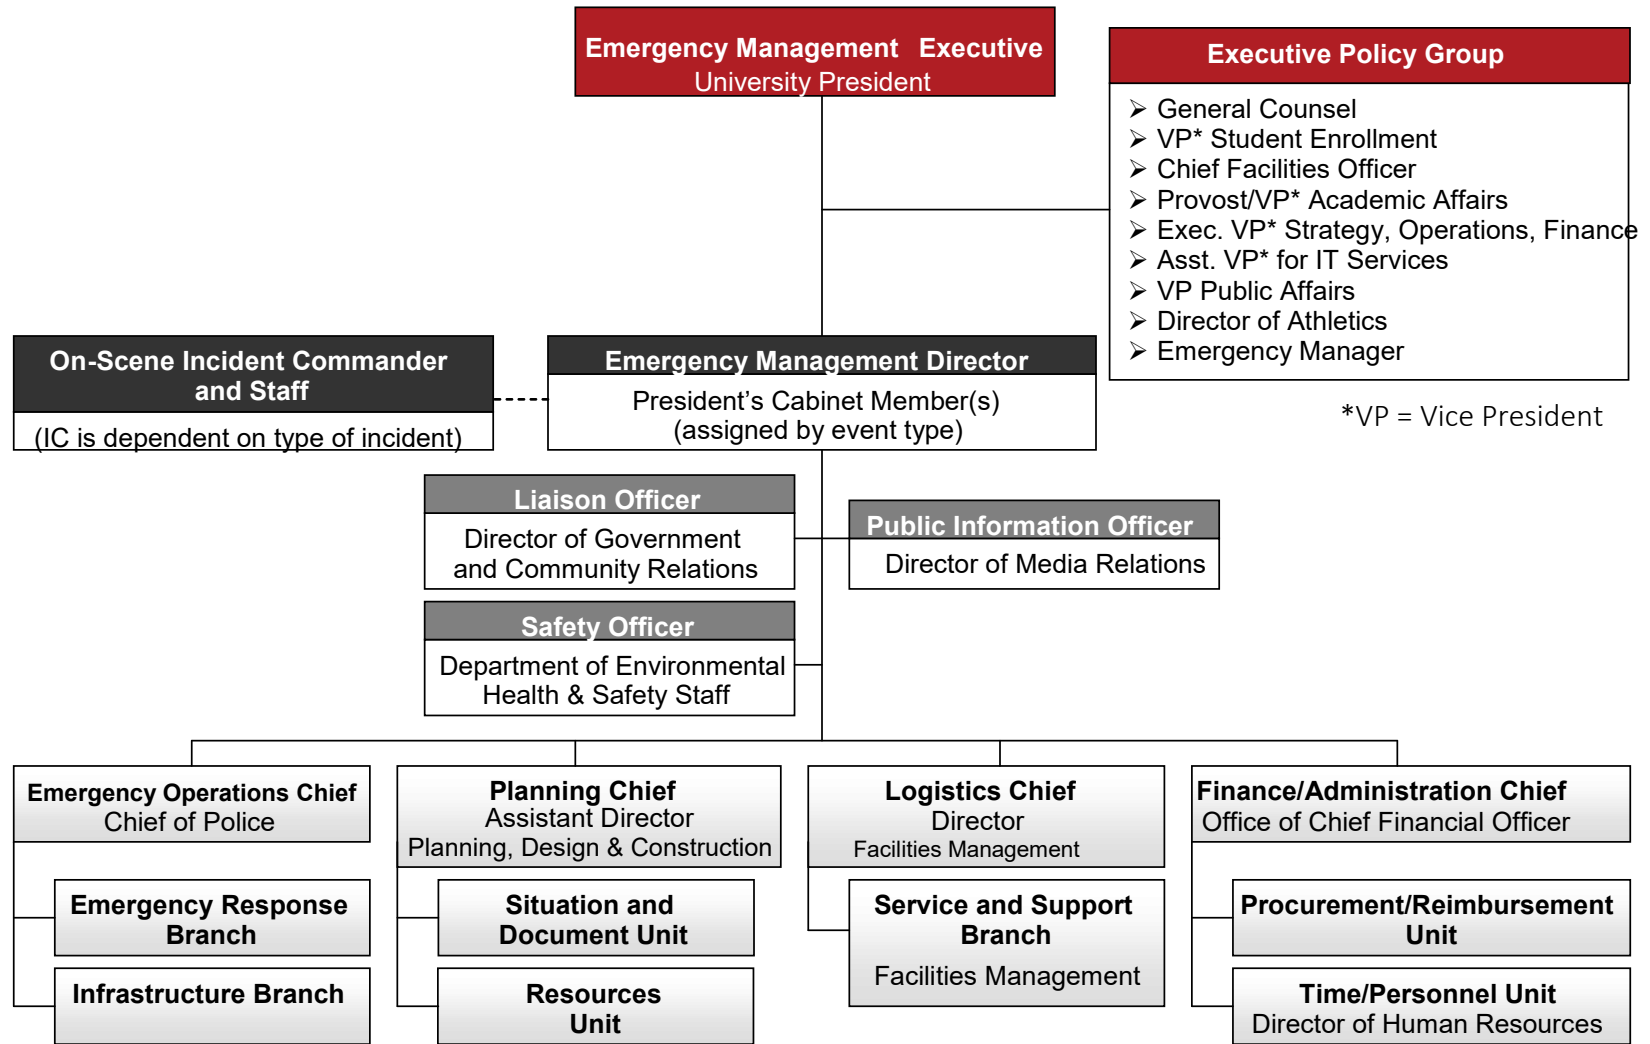 Emergency Management Executive
University President
Executive Policy Group
➢ General Counsel
➢ VP* Student Enrollment
➢ Chief Facilities Officer
➢ Provost/VP* Academic Affairs
➢ Exec. VP* Strategy, Operations, Finance
➢ Asst. VP* for IT Services
➢ VP Public Affairs
➢ Director of Athletics
➢ Emergency Manager
*VP = Vice President
On-Scene Incident Commander
and Staff
(IC is dependent on type of incident)
Emergency Management Director
President’s Cabinet Member(s)
(assigned by event type)
Liaison Officer
Director of Government
and Community Relations
Public Information Officer
Director of Media Relations
Safety Officer
Department of Environmental
Health & Safety Staff
Emergency Operations Chief
Chief of Police
Emergency Response
Branch
Infrastructure Branch
Planning Chief
Assistant Director
Planning, Design & Construction
Situation and
Document Unit
Resources
Unit
Logistics Chief
Director
Facilities Management
Service and Support
Branch
Facilities Management
Finance/Administration Chief
Office of Chief Financial Officer
Procurement/Reimbursement
Unit
Time/Personnel Unit
Director of Human Resources